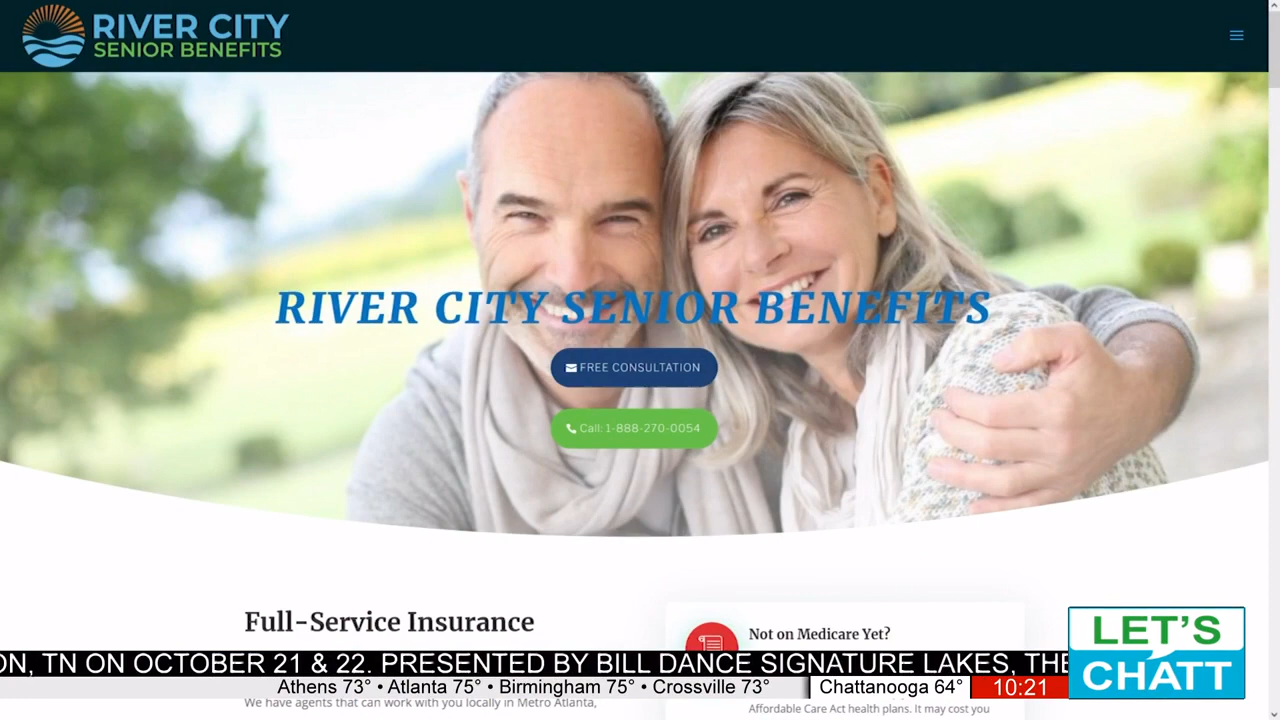 RIVER CITY
SENIOR BENEFITS
RIVER CITY SENIOR BENEFITS
FREE CONSULTATION
Call: 1-888-270-0054
Full-Service Insurance
Not on Medicare Yet?
ON, TN ON OCTOBER 21 & 22. PRESENTED BY BILL DANCE SIGNATURE LAKES, THE
LET'S
CHATT
Athens 73° • Atlanta 75° • Birmingham 75° • Crossville 73°
Chattanooga 64°
10:21
We have agents that can work with you locally in Metro Atlanta,
Affordable Care Act health plans. It may cost you